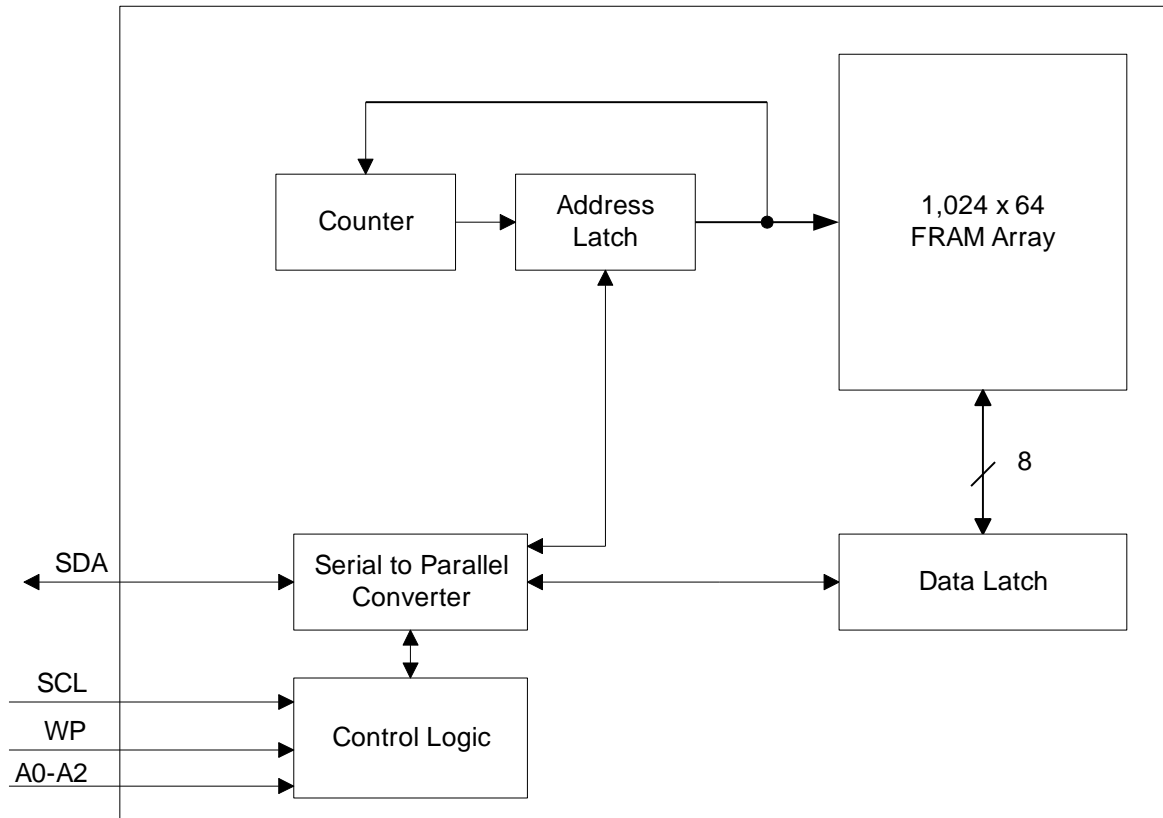 Counter
Address
Latch
1,024 x 64
FRAM Array
8
SDA
Serial to Parallel
Converter
Data Latch
SCL
WP
A0-A2
Control Logic